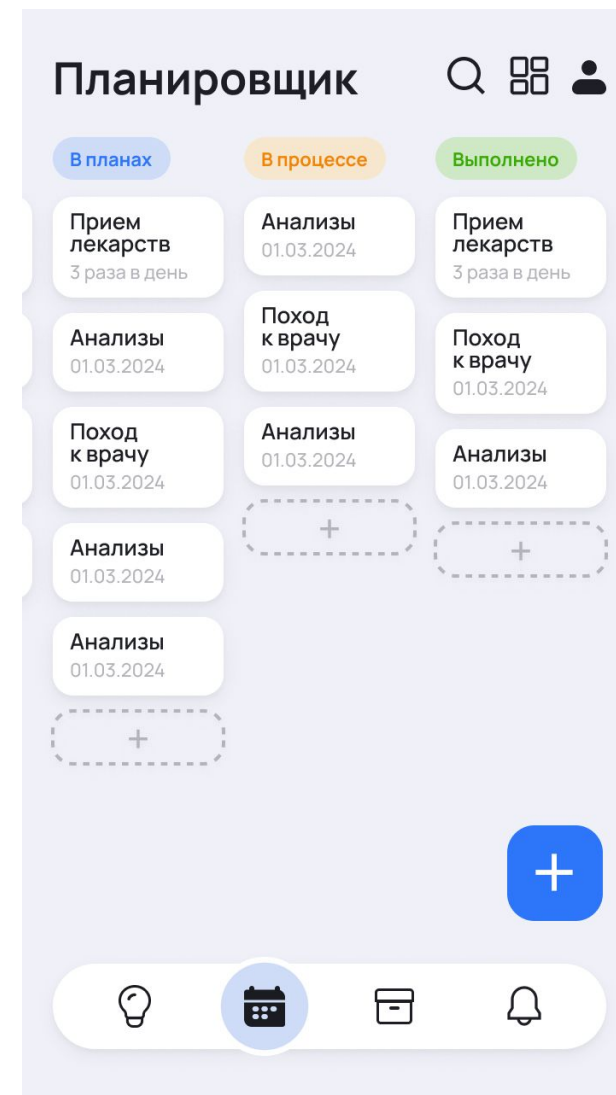 Планировщик
В планах
Прием
лекарств
3 раза в день
Анализы
01.03.2024
Поход
к врачу
01.03.2024
Анализы
01.03.2024
Анализы
01.03.2024
+
В процессе
Анализы
01.03.2024
Поход
к врачу
01.03.2024
Анализы
01.03.2024
+
Выполнено
Прием
лекарств
3 раза в день
Поход
к врачу
01.03.2024
Анализы
01.03.2024
+
+